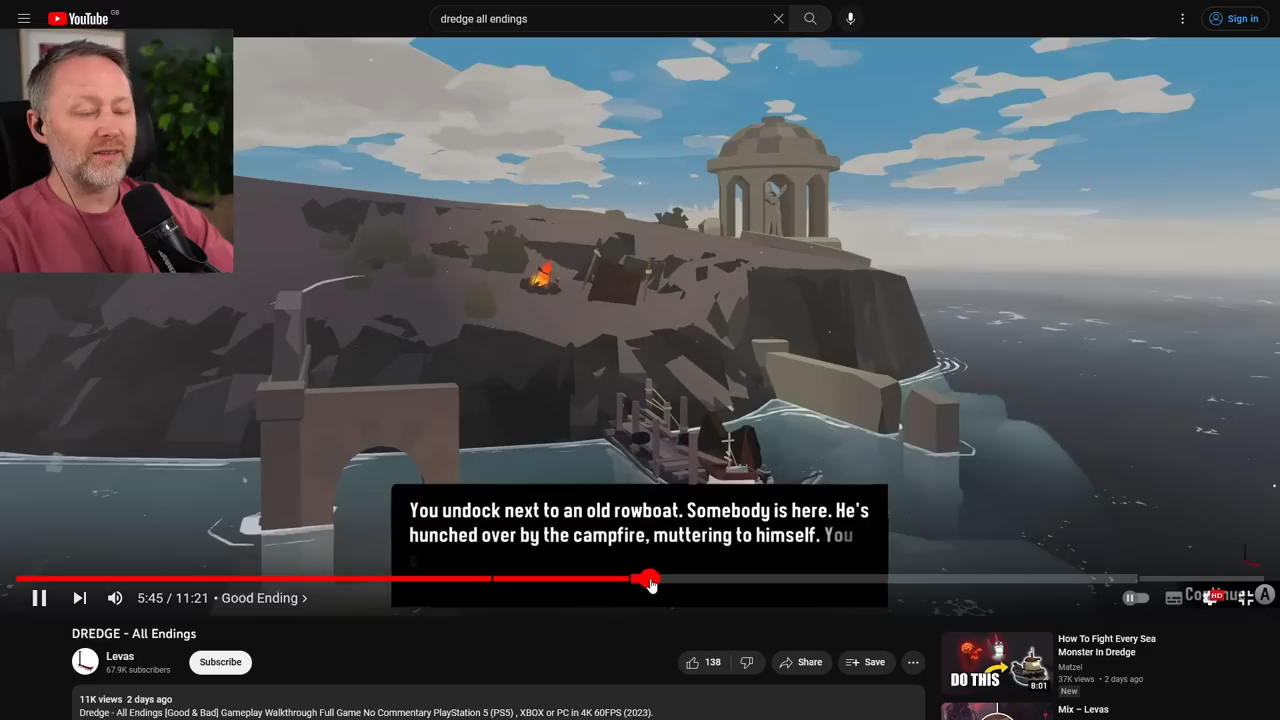 YouTube GB
dredge all endings
Sign in
You undock next to an old rowboat. Somebody is here. He's
hunched over by the campfire, muttering to himself. You
5:45 / 11:21 • Good Ending >
HD
A
DREDGE - All Endings
Levas
67.9K subscribers
Subscribe
138
Share
Save
11K views 2 days ago
Dredge - All Endings [Good & Bad] Gameplay Walkthrough Full Game No Commentary PlayStation 5 (PS5) , XBOX or PC in 4K 60FPS (2023).
DO THIS
8:01
How To Fight Every Sea
Monster In Dredge
Matzel
37K views • 2 days ago
New
Mix – Levas